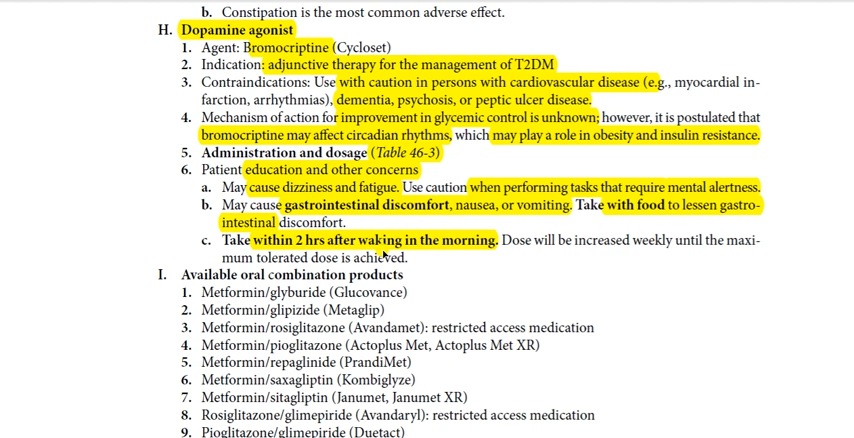 b. Constipation is the most common adverse effect.
H. Dopamine agonist
1. Agent: Bromocriptine (Cycloset)
2. Indication: adjunctive therapy for the management of T2DM
3. Contraindications: Use with caution in persons with cardiovascular disease (e.g., myocardial in-
farction, arrhythmias), dementia, psychosis, or peptic ulcer disease.
4. Mechanism of action for improvement in glycemic control is unknown; however, it is postulated that
bromocriptine may affect circadian rhythms, which may play a role in obesity and insulin resistance.
5. Administration and dosage (Table 46-3)
6. Patient education and other concerns
a. May cause dizziness and fatigue. Use caution when performing tasks that require mental alertness.
b. May cause gastrointestinal discomfort, nausea, or vomiting. Take with food to lessen gastro-
intestinal discomfort.
c. Take within 2 hrs after waking in the morning. Dose will be increased weekly until the maxi-
mum tolerated dose is achieved.
I. Available oral combination products
1. Metformin/glyburide (Glucovance)
2. Metformin/glipizide (Metaglip)
3. Metformin/rosiglitazone (Avandamet): restricted access medication
4. Metformin/pioglitazone (Actoplus Met, Actoplus Met XR)
5. Metformin/repaglinide (PrandiMet)
6. Metformin/saxagliptin (Kombiglyze)
7. Metformin/sitagliptin (Janumet, Janumet XR)
8. Rosiglitazone/glimepiride (Avandaryl): restricted access medication
9. Pioglitazone/glimepiride (Duetact)